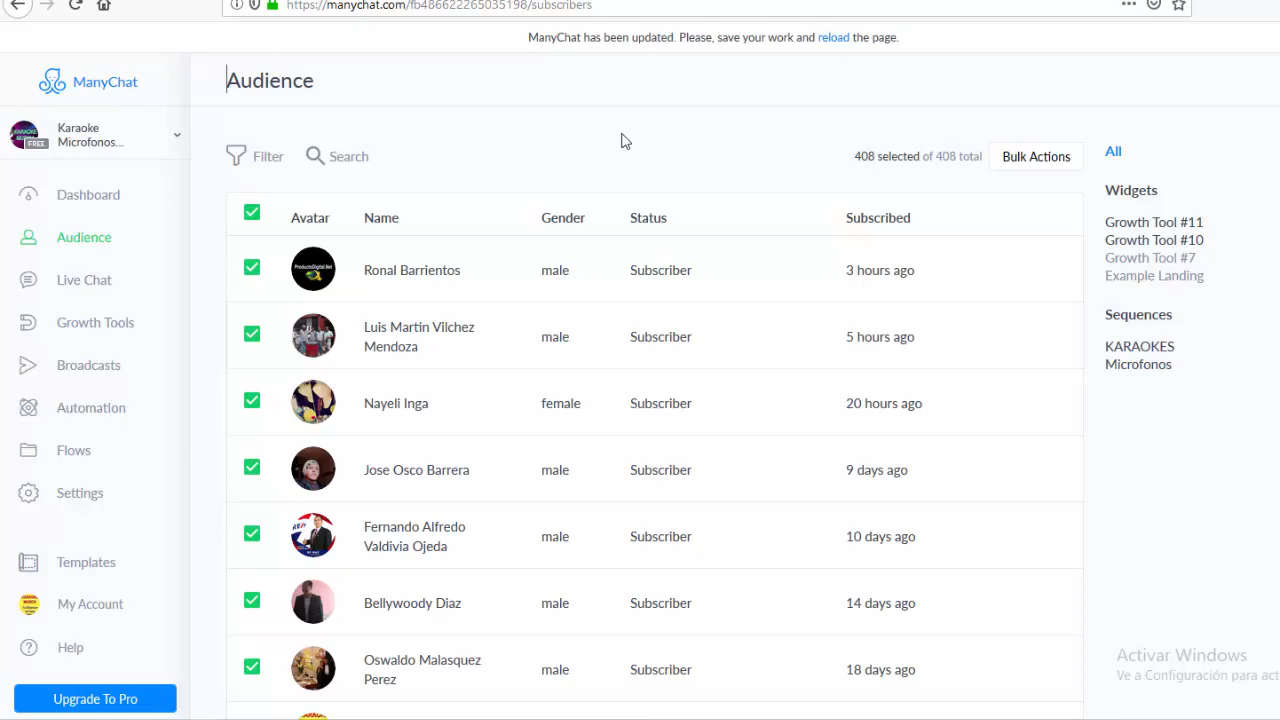 https://manychat.com/fb486622265035198/subscribers
ManyChat has been updated. Please, save your work and reload the page.
ManyChat
Audience
Karaoke
Microfonos...
FREE
Filter
Search
408 selected of 408 total
Bulk Actions
All
Widgets
Growth Tool #11
Growth Tool #10
Growth Tool #7
Example Landing
Sequences
KARAOKES
Microfonos
Dashboard
Audience
Live Chat
Growth Tools
Broadcasts
Automation
Flows
Settings
Templates
My Account
Help
Upgrade To Pro
Avatar Name Gender Status Subscribed
ProductsDigital.Net
Ronal Barrientos male Subscriber 3 hours ago
Luis Martin Vilchez
Mendoza male Subscriber 5 hours ago
Nayeli Inga female Subscriber 20 hours ago
Jose Osco Barrera male Subscriber 9 days ago
Fernando Alfredo
Valdivia Ojeda male Subscriber 10 days ago
Bellywoody Diaz male Subscriber 14 days ago
Oswaldo Malasquez
Perez male Subscriber 18 days ago
Activar Windows
Ve a Configuración para act